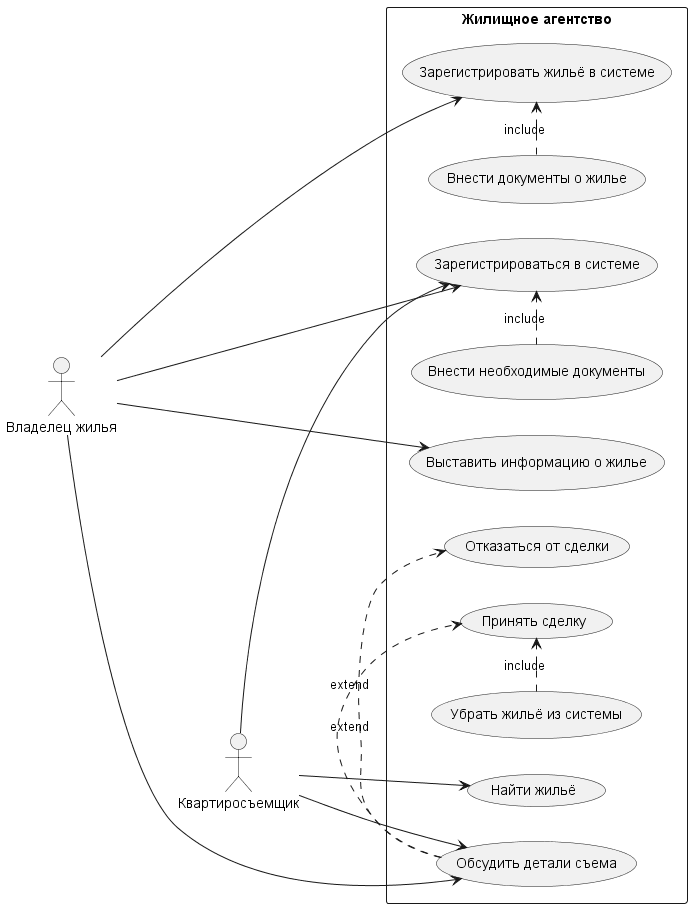 Жилищное агентство
Зарегистрировать жильё в системе
include
Внести документы о жилье
Зарегистрироваться в системе
include
Внести необходимые документы
Владелец жилья
Выставить информацию о жилье
Отказаться от сделки
Принять сделку
include
extend
Убрать жильё из системы
extend
Найти жильё
Квартиросъемщик
Обсудить детали съема